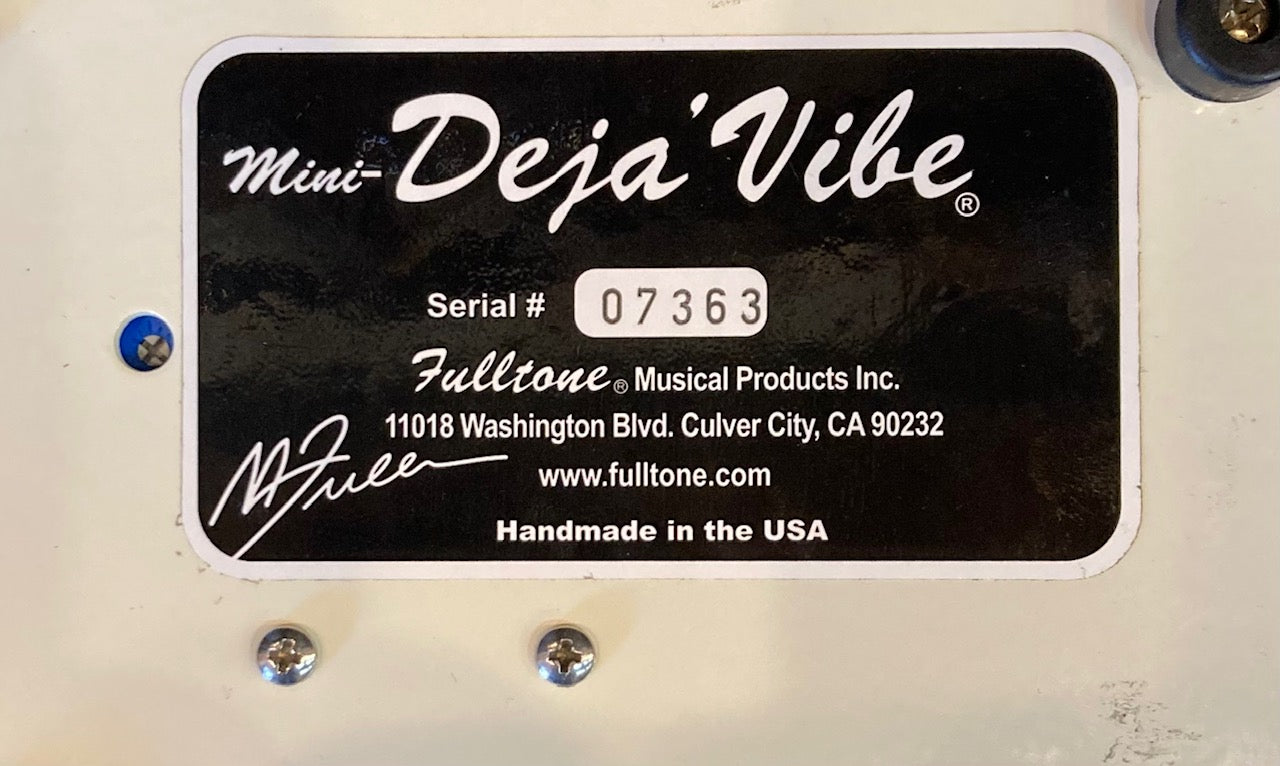 Mini-Deja'Vibe®
Serial # 07363
Fulltone® Musical Products Inc.
11018 Washington Blvd. Culver City, CA 90232
www.fulltone.com
Handmade in the USA